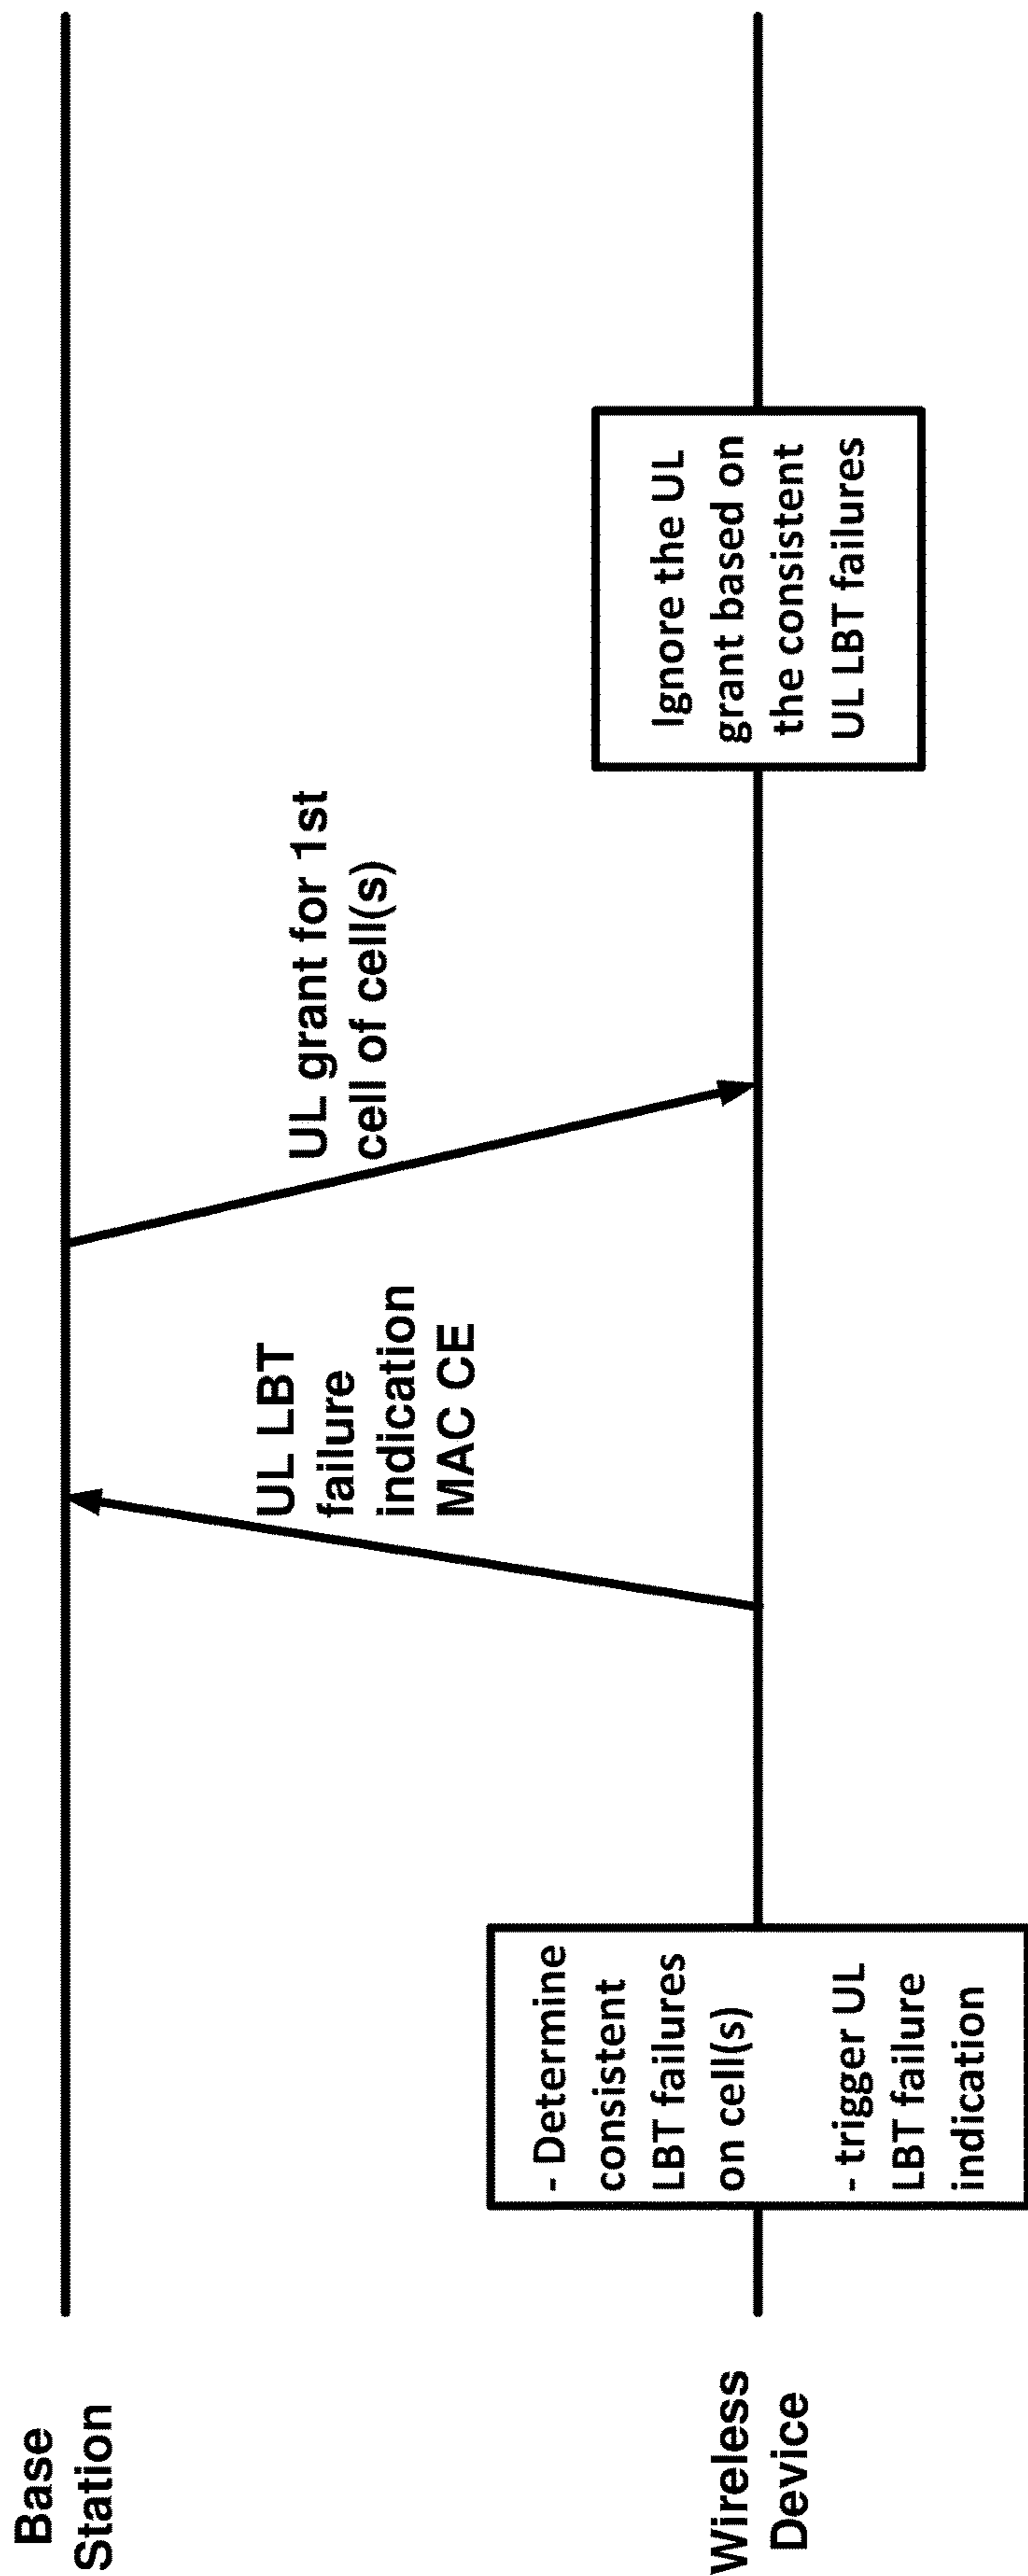 Base
Station
Wireless
Device
- Determine
consistent
LBT failures
on cell(s)
- trigger UL
LBT failure
indication
UL LBT
failure
indication
MAC CE
UL grant for 1st
cell of cell(s)
Ignore the UL
grant based on
the consistent
UL LBT failures